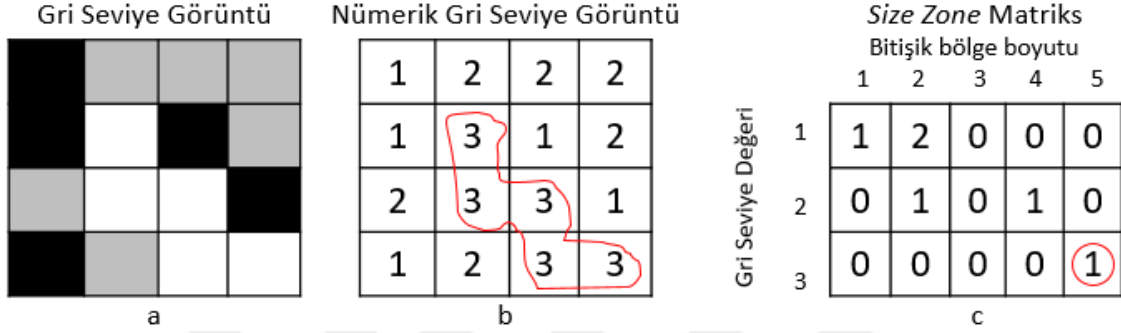 Gri Seviye Görüntü
Nümerik Gri Seviye Görüntü
Size Zone Matriks
Bitişik bölge boyutu
1 2 3 4 5
Gri Seviye Değeri
1 2 2 2
1 3 1 2
2 3 3 1
1 2 3 3
1 1 2 0 0 0
2 0 1 0 1 0
3 0 0 0 0 1
a
b
c